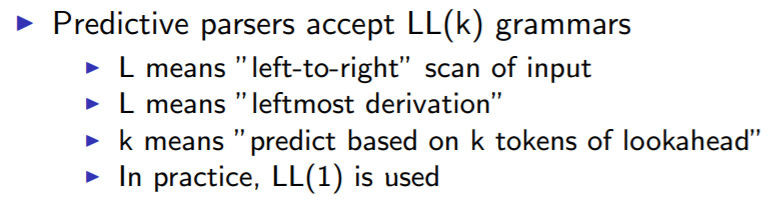 Predictive parsers accept LL(k) grammars
L means "left-to-right" scan of input
L means "leftmost derivation"
k means "predict based on k tokens of lookahead"
In practice, LL(1) is used